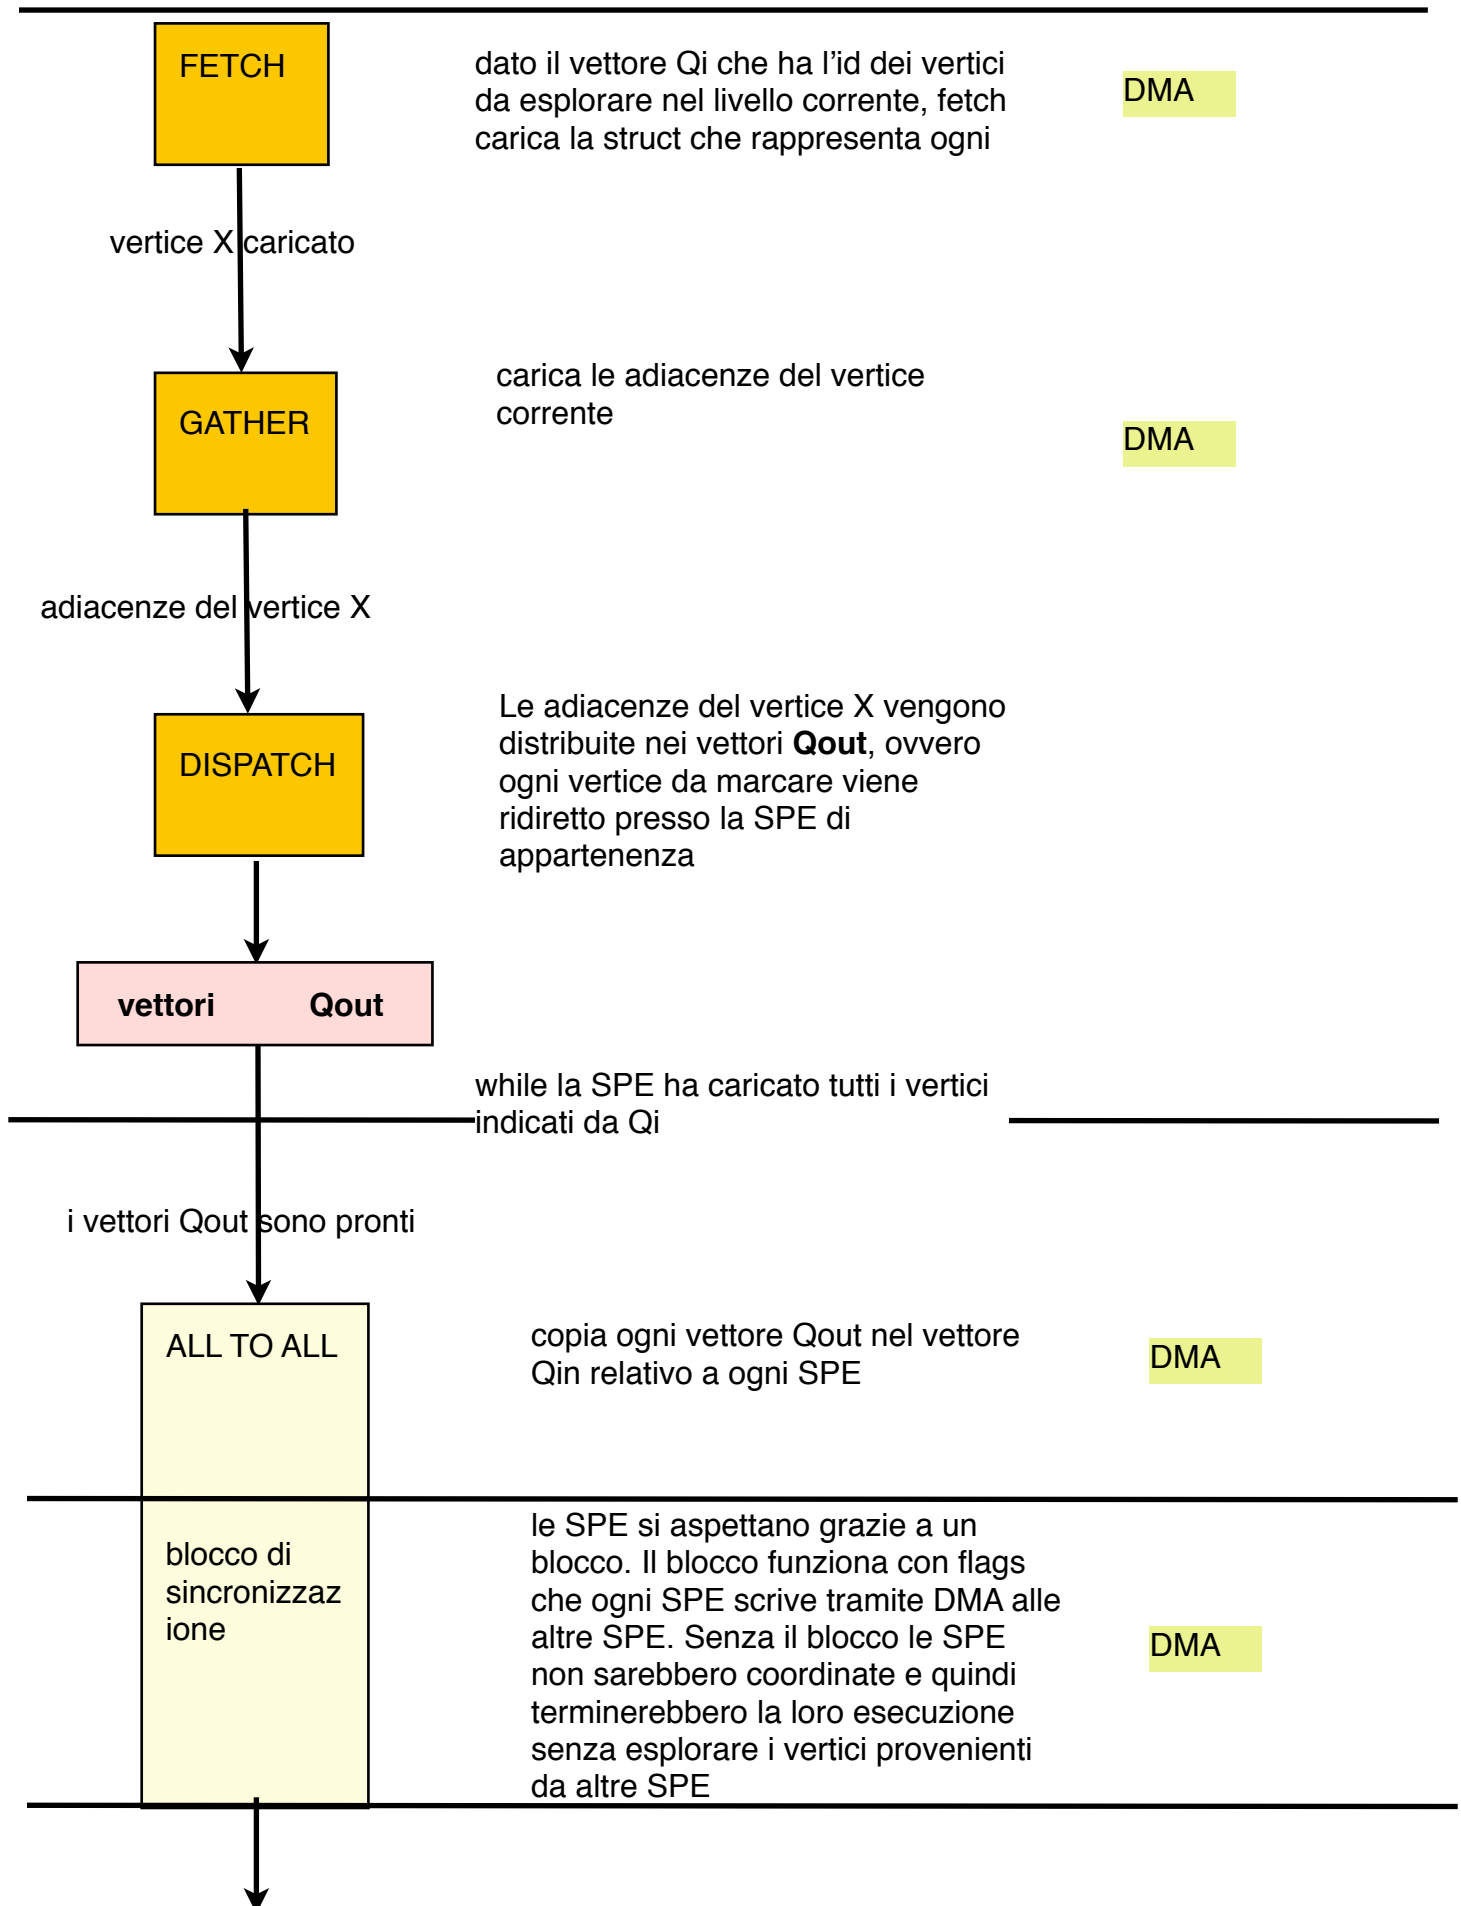 FETCH
dato il vettore Qi che ha l’id dei vertici
da esplorare nel livello corrente, fetch
carica la struct che rappresenta ogni
DMA
vertice X caricato
GATHER
carica le adiacenze del vertice
corrente
DMA
adiacenze del vertice X
DISPATCH
Le adiacenze del vertice X vengono
distribuite nei vettori Qout, ovvero
ogni vertice da marcare viene
ridiretto presso la SPE di
appartenenza
vettori Qout
while la SPE ha caricato tutti i vertici
indicati da Qi
i vettori Qout sono pronti
ALL TO ALL
copia ogni vettore Qout nel vettore
Qin relativo a ogni SPE
DMA
blocco di
sincronizzaz
ione
le SPE si aspettano grazie a un
blocco. Il blocco funziona con flags
che ogni SPE scrive tramite DMA alle
altre SPE. Senza il blocco le SPE
non sarebbero coordinate e quindi
terminerebbero la loro esecuzione
senza esplorare i vertici provenienti
da altre SPE
DMA